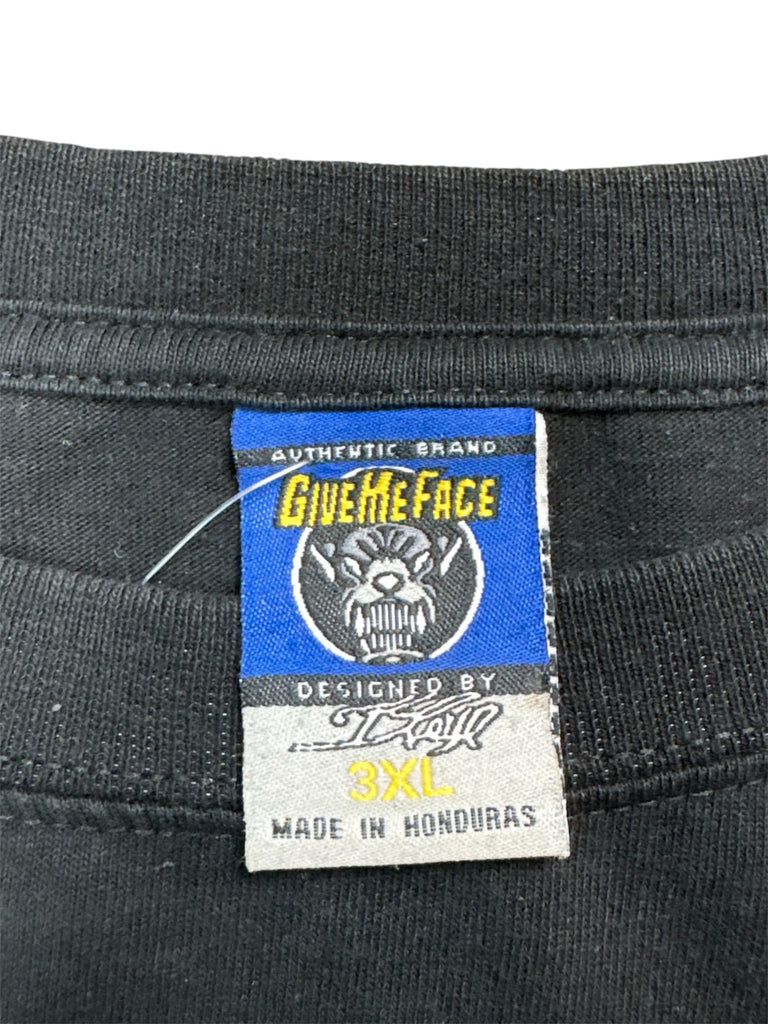 AUTHENTIC BRAND
GIVEMEFACE
DESIGNED BY
3XL
MADE IN HONDURAS